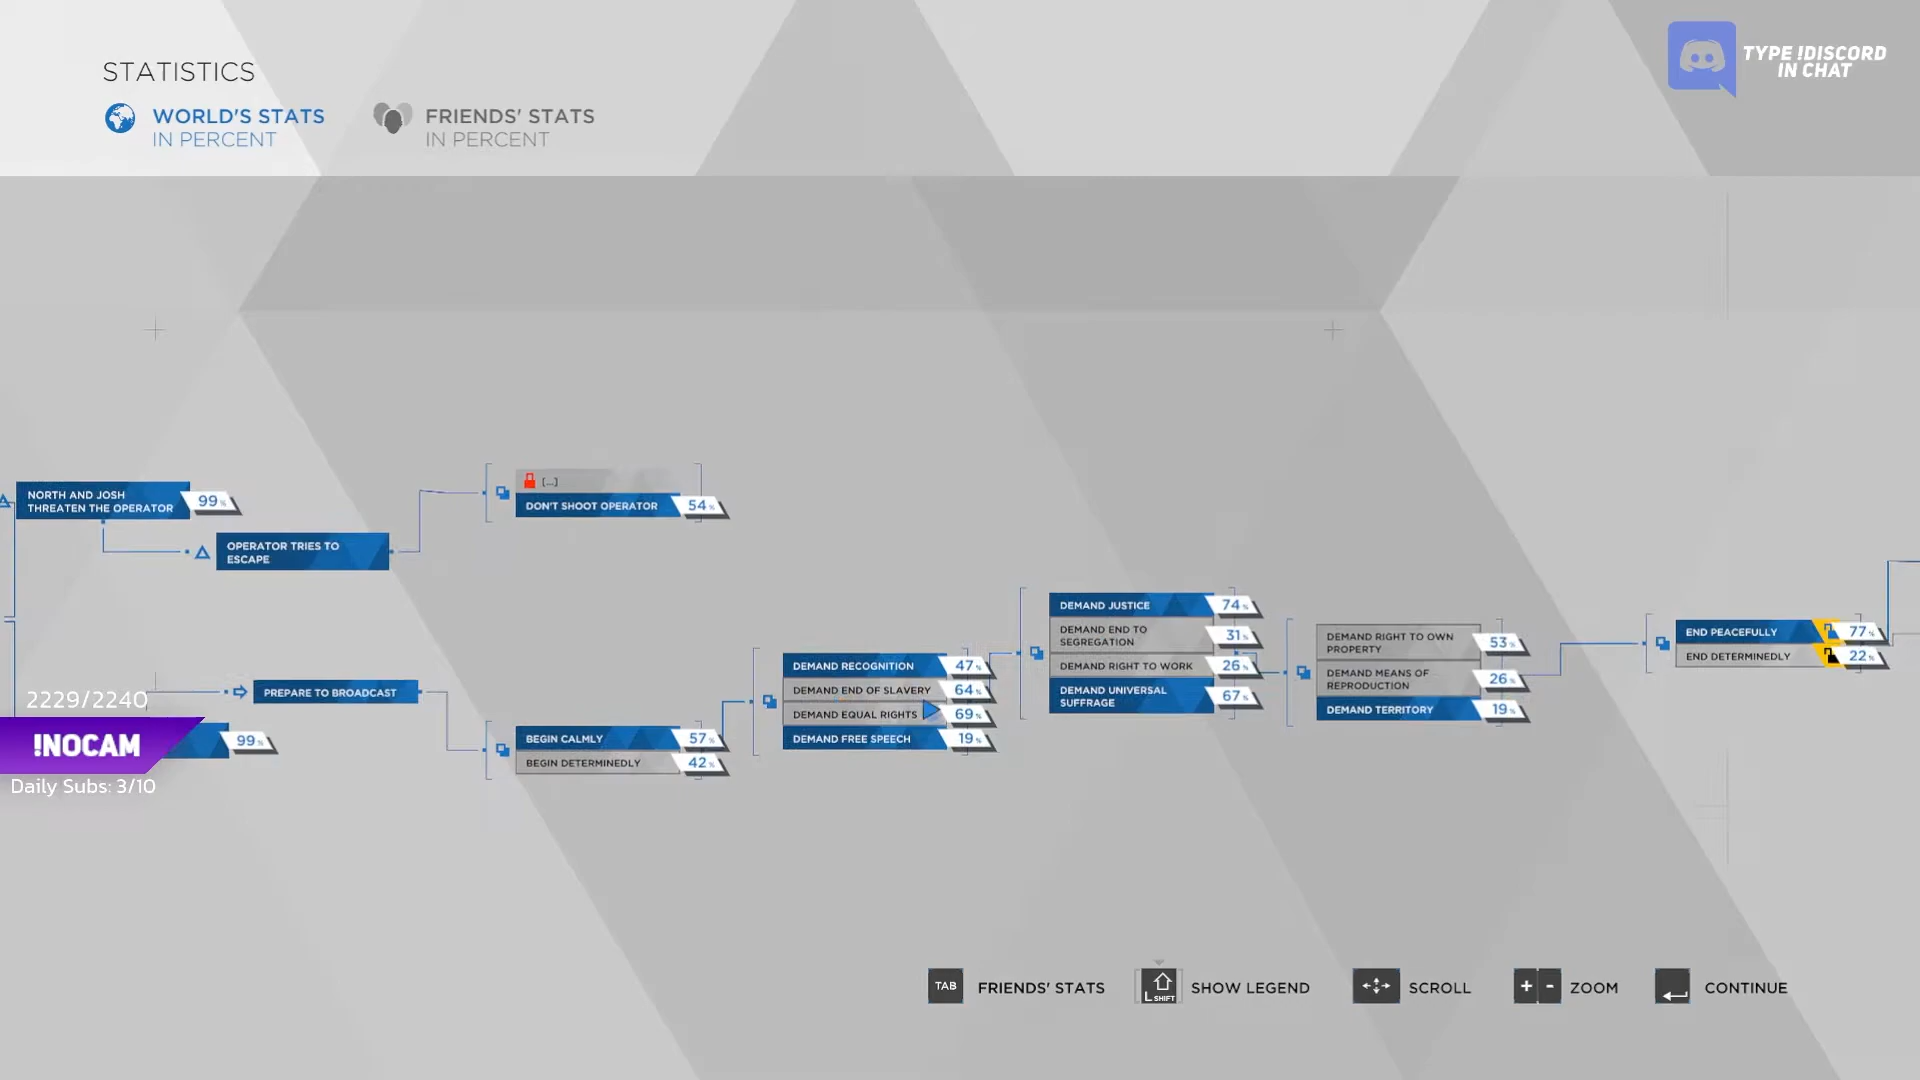 STATISTICS
WORLD'S STATS
IN PERCENT
FRIENDS' STATS
IN PERCENT
TYPE !DISCORD
IN CHAT
NORTH AND JOSH
THREATEN THE OPERATOR
99%
OPERATOR TRIES TO
ESCAPE
[...]
DON'T SHOOT OPERATOR
54%
2229/2240
!NOCAM
Daily Subs: 3/10
99%
PREPARE TO BROADCAST
BEGIN CALMLY
57%
BEGIN DETERMINEDLY
42%
DEMAND RECOGNITION
47%
DEMAND END OF SLAVERY
64%
DEMAND EQUAL RIGHTS
69%
DEMAND FREE SPEECH
19%
DEMAND JUSTICE
74%
DEMAND END TO
SEGREGATION
31%
DEMAND RIGHT TO WORK
26%
DEMAND UNIVERSAL
SUFFRAGE
67%
DEMAND RIGHT TO OWN
PROPERTY
53%
DEMAND MEANS OF
REPRODUCTION
26%
DEMAND TERRITORY
19%
END PEACEFULLY
77%
END DETERMINEDLY
22%
TAB
FRIENDS' STATS
L SHIFT
SHOW LEGEND
SCROLL
+ -
ZOOM
CONTINUE